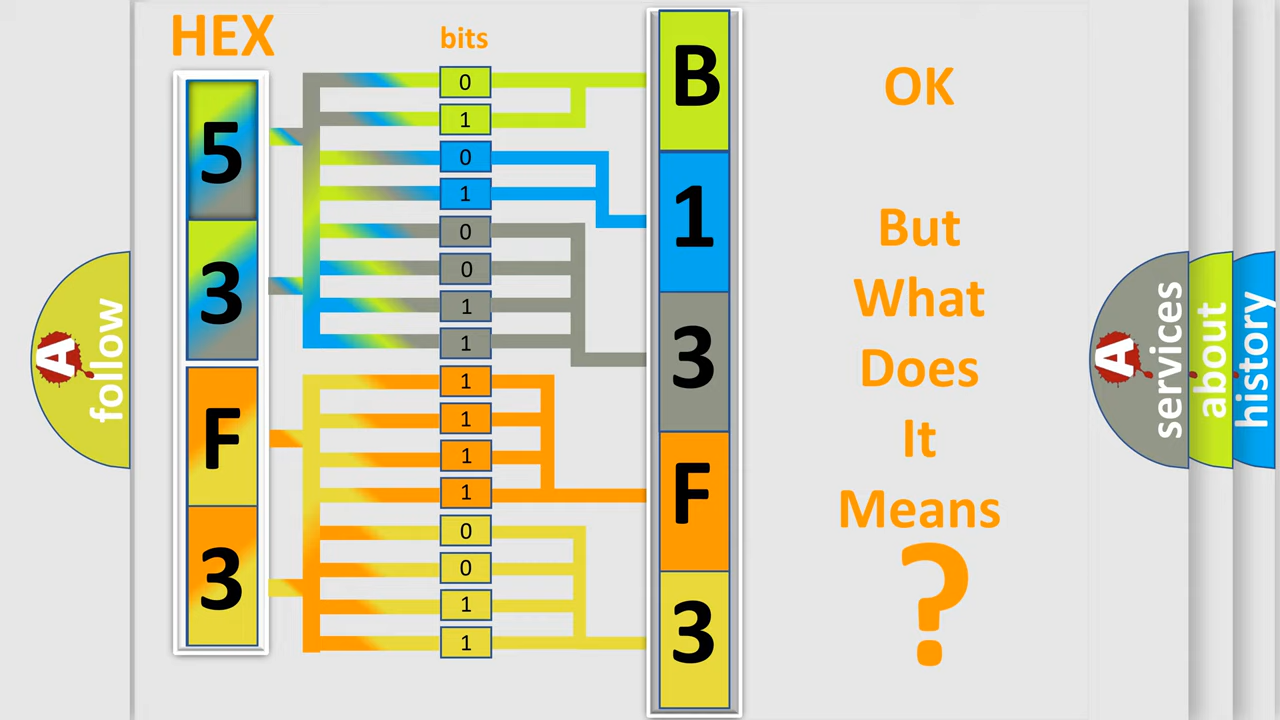 HEX
bits
5
3
F
3
0
1
0
1
0
0
1
1
1
1
1
1
0
0
1
1
B
1
3
F
3
OK
But
What
Does
It
Means
?
A
follow
A
services
about
history